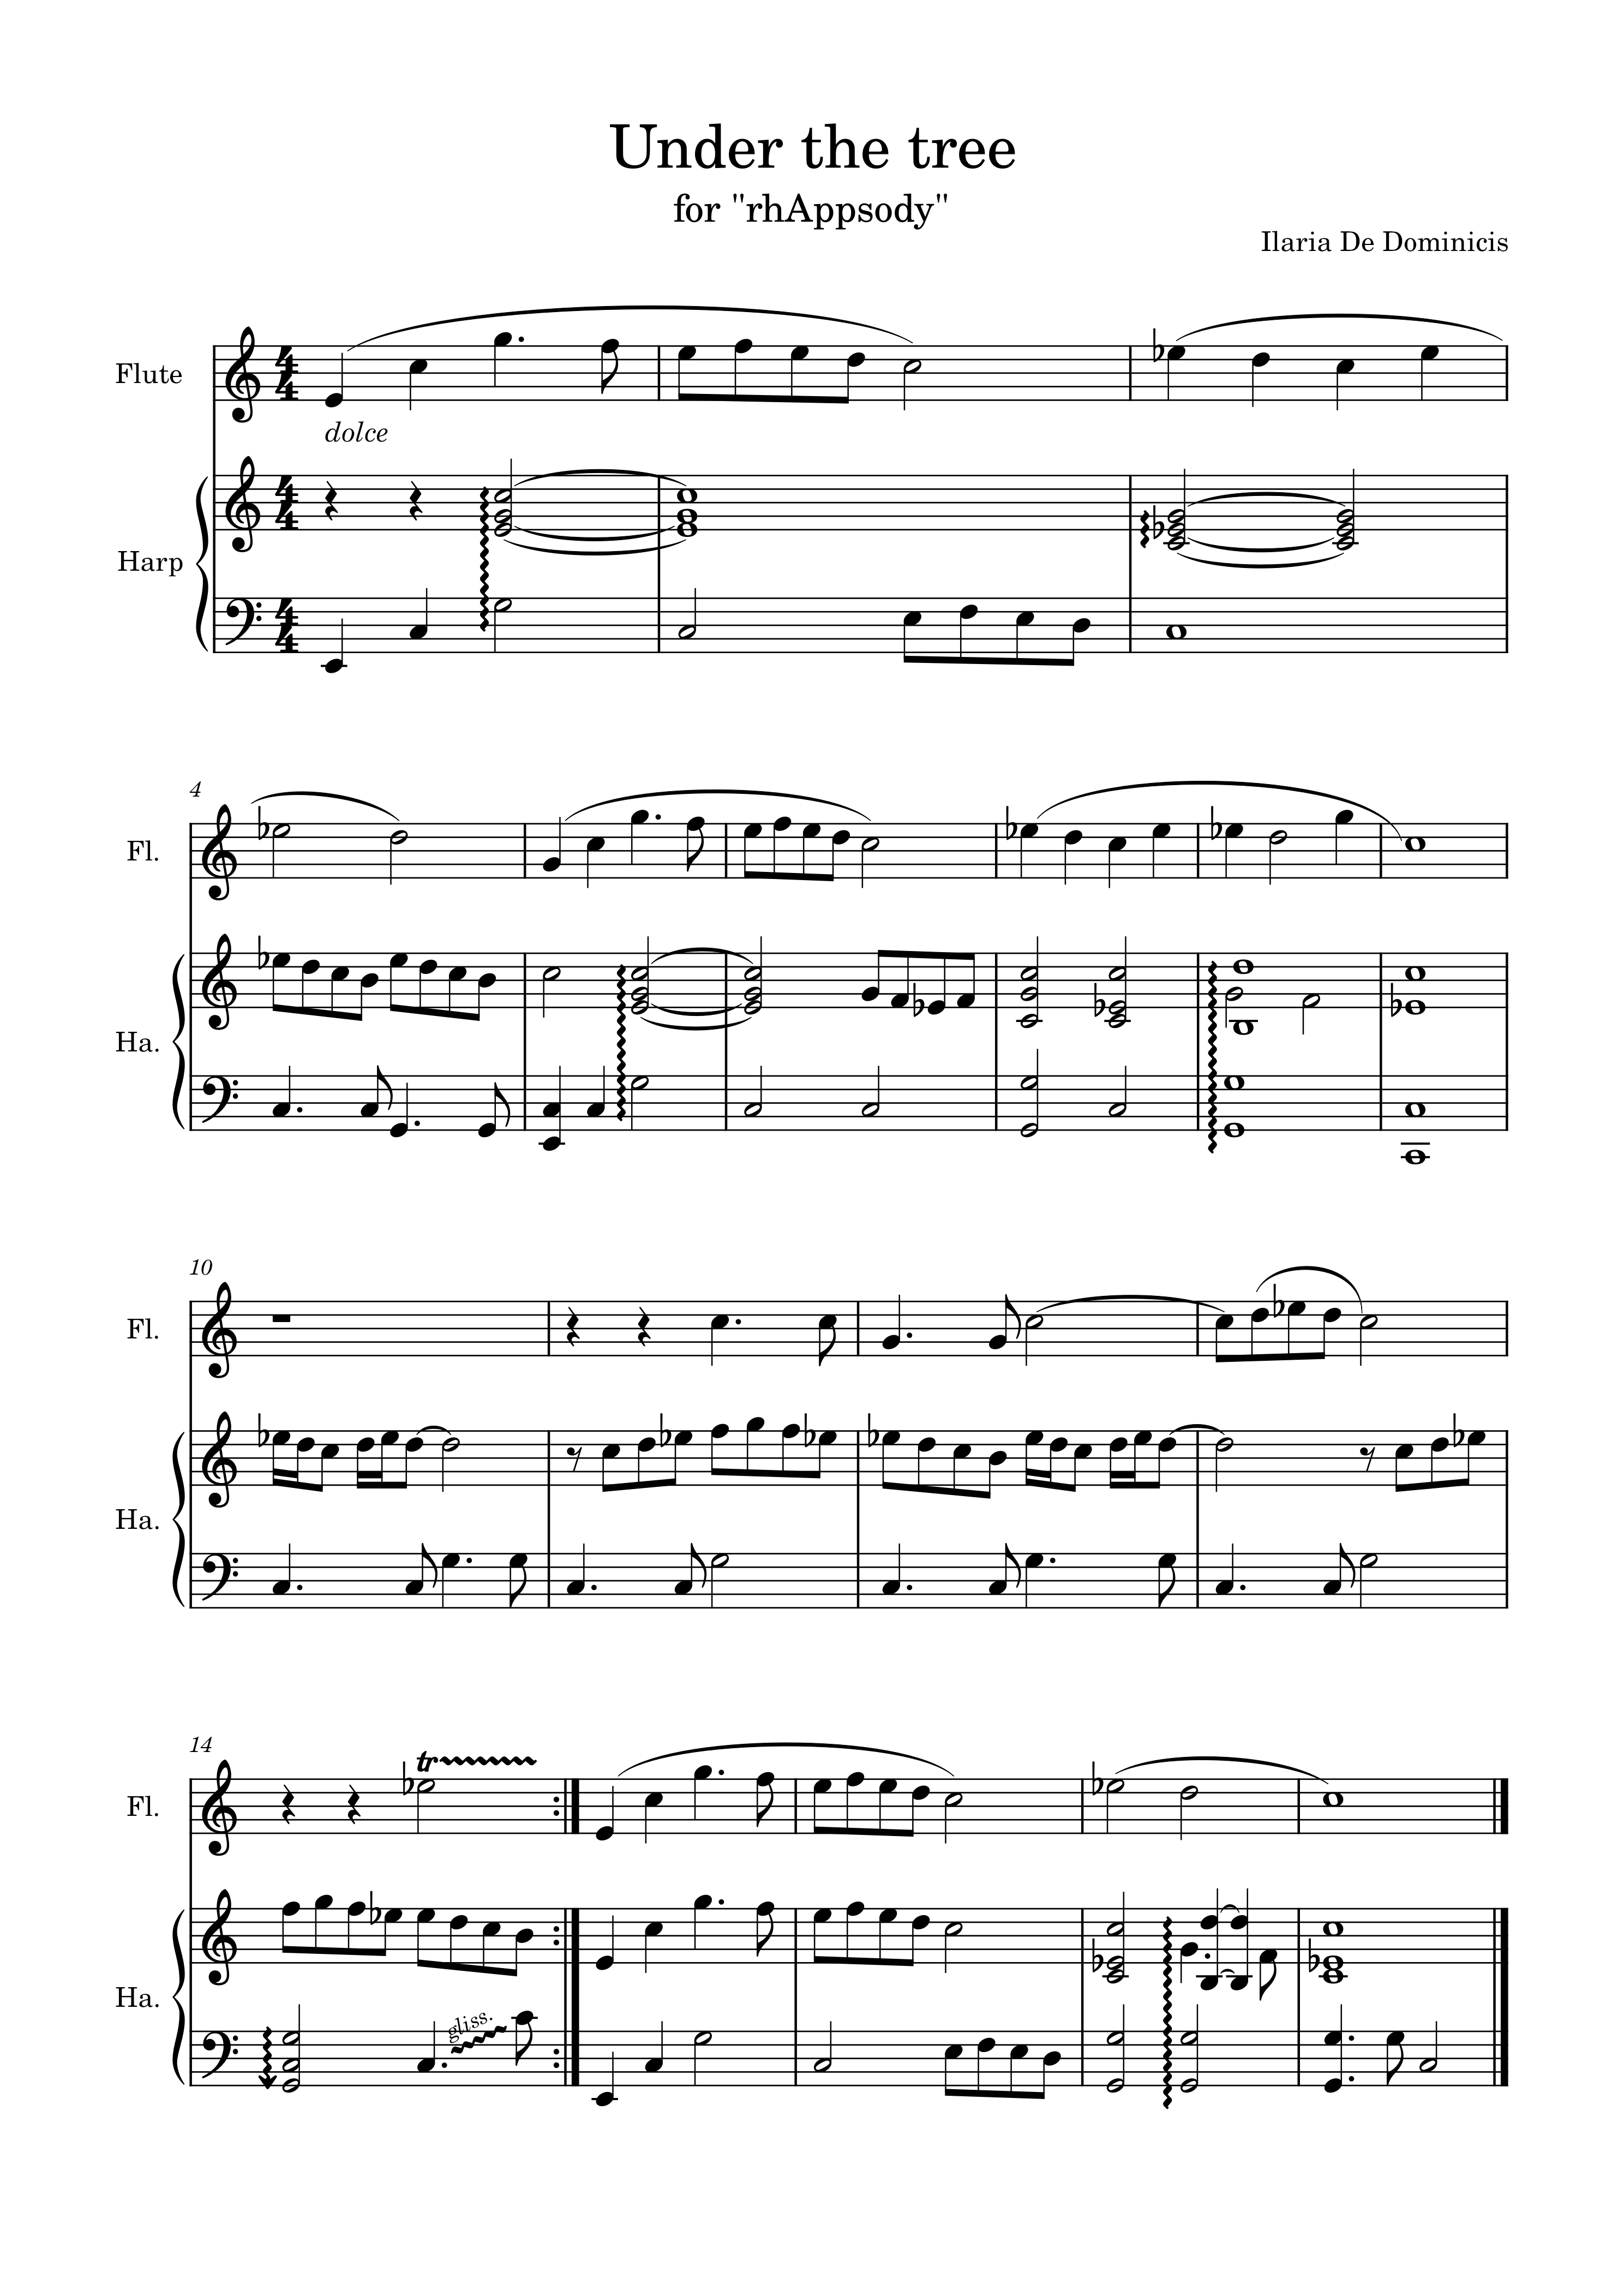 Under the tree
for "rhAppsody"
Ilaria De Dominicis
Flute
dolce
Harp
4
Fl.
Ha.
10
Fl.
Ha.
14
tr
Fl.
Ha.
gliss.